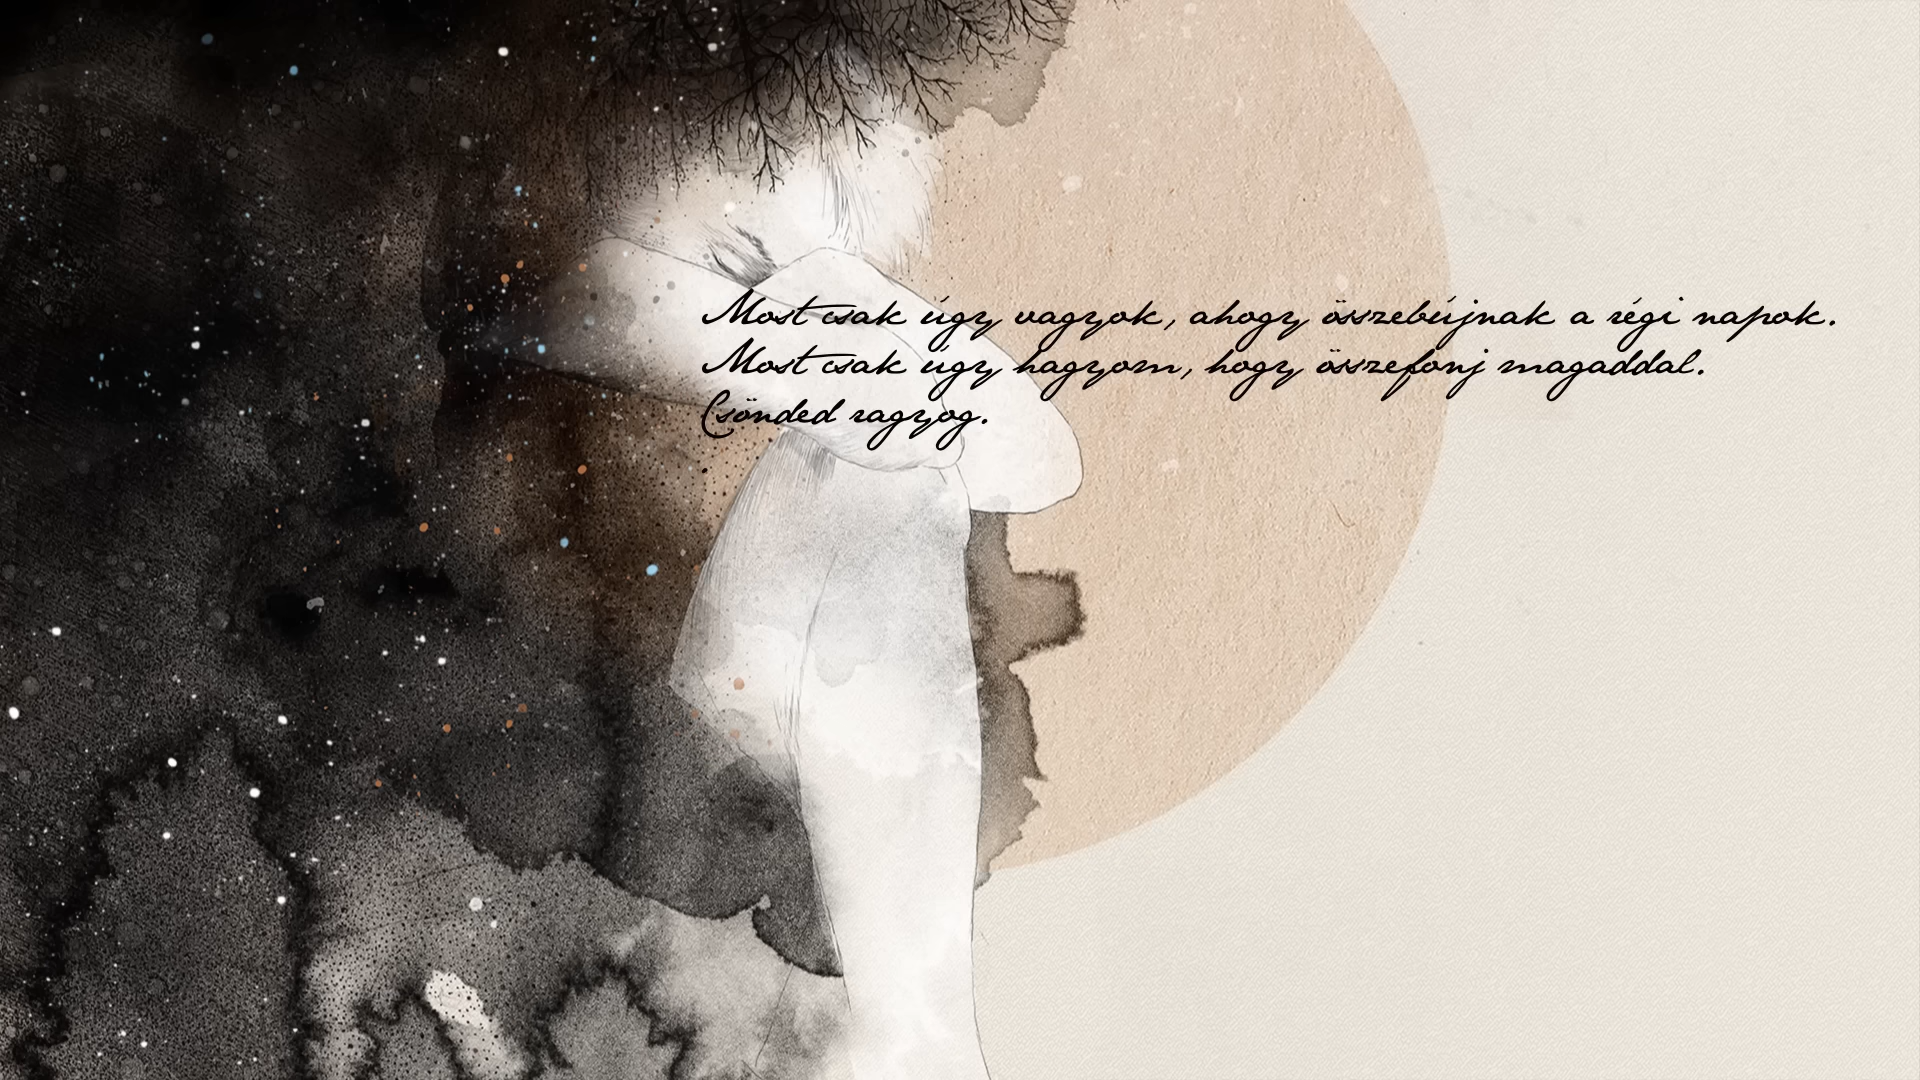 Most csak úgy vagyok, ahogy összebújnak a régi napok.
Most csak úgy hagyom, hogy összefonj magaddal.
Csönded ragyog.